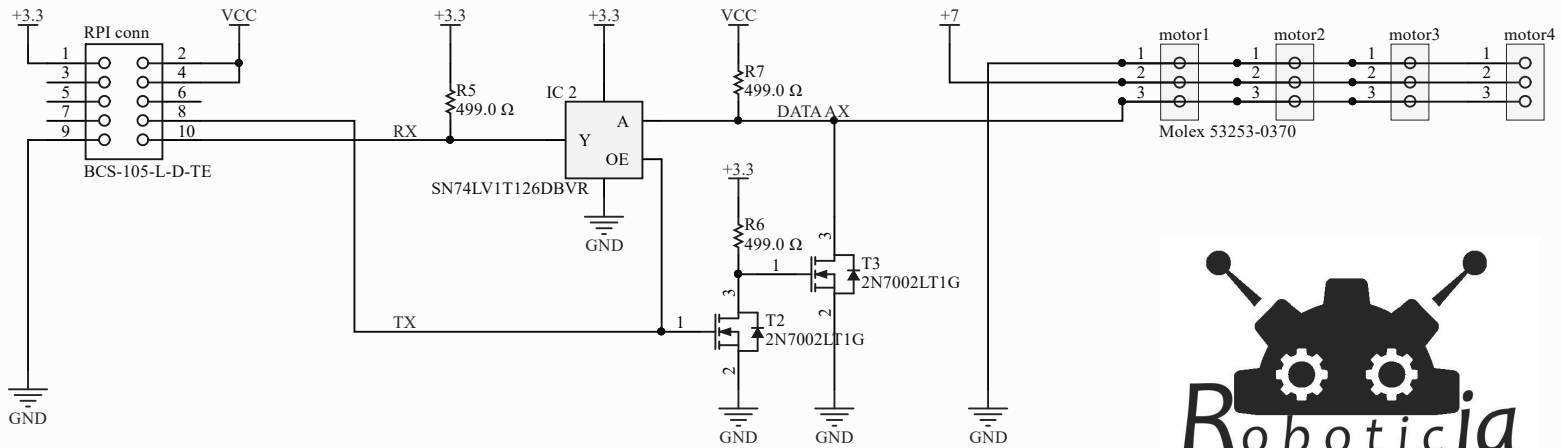 +3.3
+3.3
+3.3
VCC
VCC
+7
RPI conn
motor1
motor2
motor3
motor4
1
2
3
4
5
6
7
8
9
10
BCS-105-L-D-TE
R5
499.0 Ω
RX
IC 2
A
Y
OE
SN74LV1T126DBVR
GND
R7
499.0 Ω
DATA AX
1
2
3
1
2
3
1
2
3
1
2
3
Molex 53253-0370
+3.3
R6
499.0 Ω
1
3
2
T3
2N7002LT1G
TX
1
3
2
T2
2N7002LT1G
GND
GND
GND
GND
Roboticia